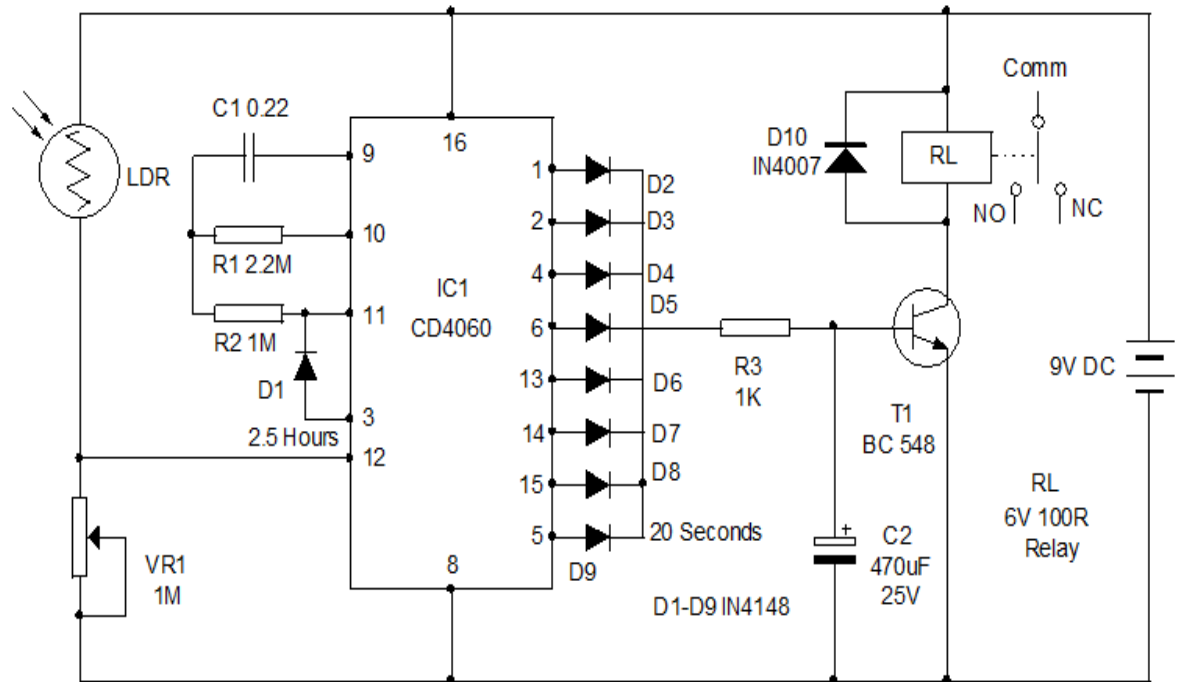 Comm
C1 0.22
D10
IN4007
RL
NO
NC
LDR
9
16
1
D2
2
D3
10
R1 2.2M
4
D4
IC1
CD4060
D5
11
R2 1M
6
R3
1K
9V DC
D1
13
D6
3
2.5 Hours
14
D7
T1
BC 548
12
15
D8
RL
6V 100R
Relay
5
20 Seconds
D9
8
VR1
1M
+
C2
470uF
25V
D1-D9 IN4148